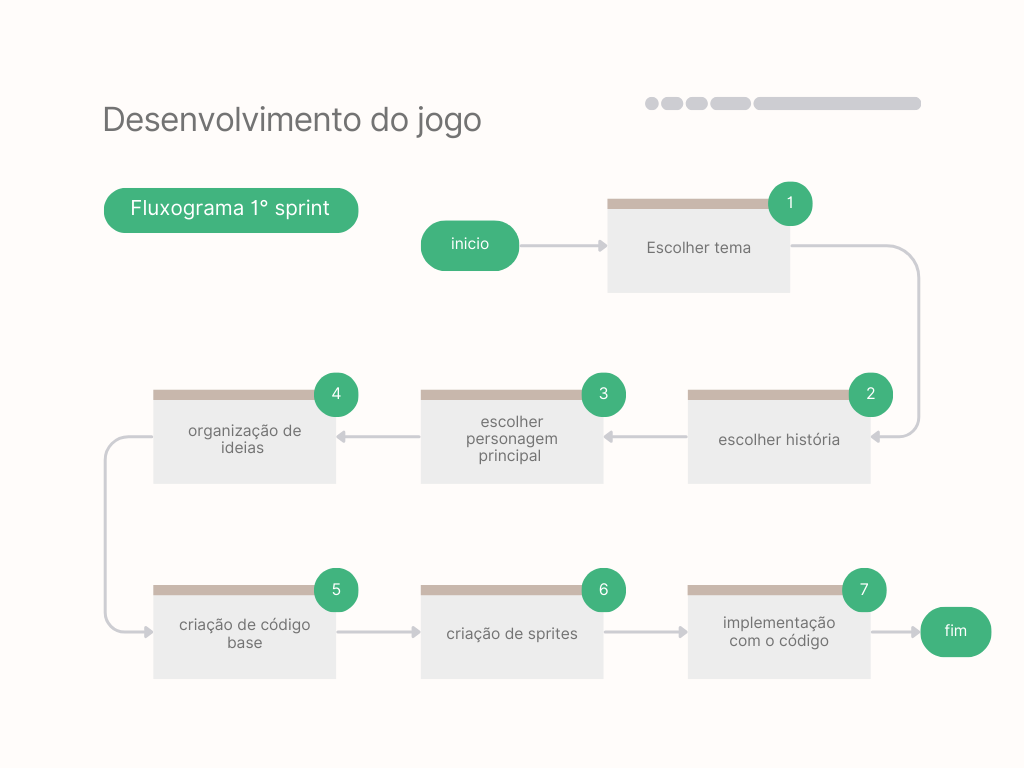 Desenvolvimento do jogo
Fluxograma 1° sprint
inicio
1
Escolher tema
2
escolher história
3
escolher
personagem
principal
4
organização de
ideias
5
criação de código
base
6
criação de sprites
7
implementação
com o código
fim